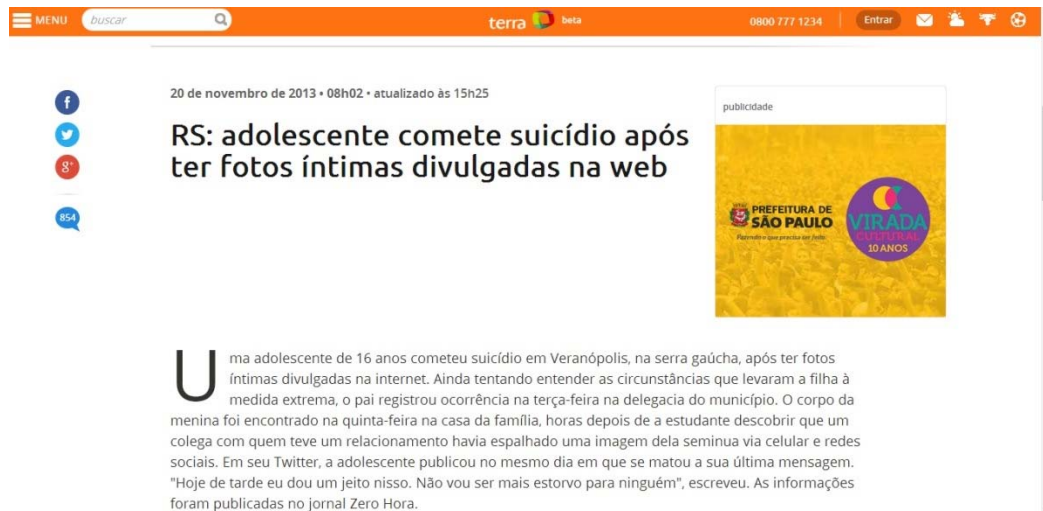 MENU buscar terra beta 0800 777 1234 Entrar
20 de novembro de 2013 • 08h02 • atualizado às 15h25
RS: adolescente comete suicídio após
ter fotos íntimas divulgadas na web
854
publicidade
PREFEITURA DE
SÃO PAULO
Fazendo o que precisa ser feito
VIRADA
CULTURAL
10 ANOS
Uma adolescente de 16 anos cometeu suicídio em Veranópolis, na serra gaúcha, após ter fotos
íntimas divulgadas na internet. Ainda tentando entender as circunstâncias que levaram a filha à
medida extrema, o pai registrou ocorrência na terça-feira na delegacia do município. O corpo da
menina foi encontrado na quinta-feira na casa da família, horas depois de a estudante descobrir que um
colega com quem teve um relacionamento havia espalhado uma imagem dela seminua via celular e redes
sociais. Em seu Twitter, a adolescente publicou no mesmo dia em que se matou a sua última mensagem.
"Hoje de tarde eu dou um jeito nisso. Não vou ser mais estorvo para ninguém", escreveu. As informações
foram publicadas no jornal Zero Hora.